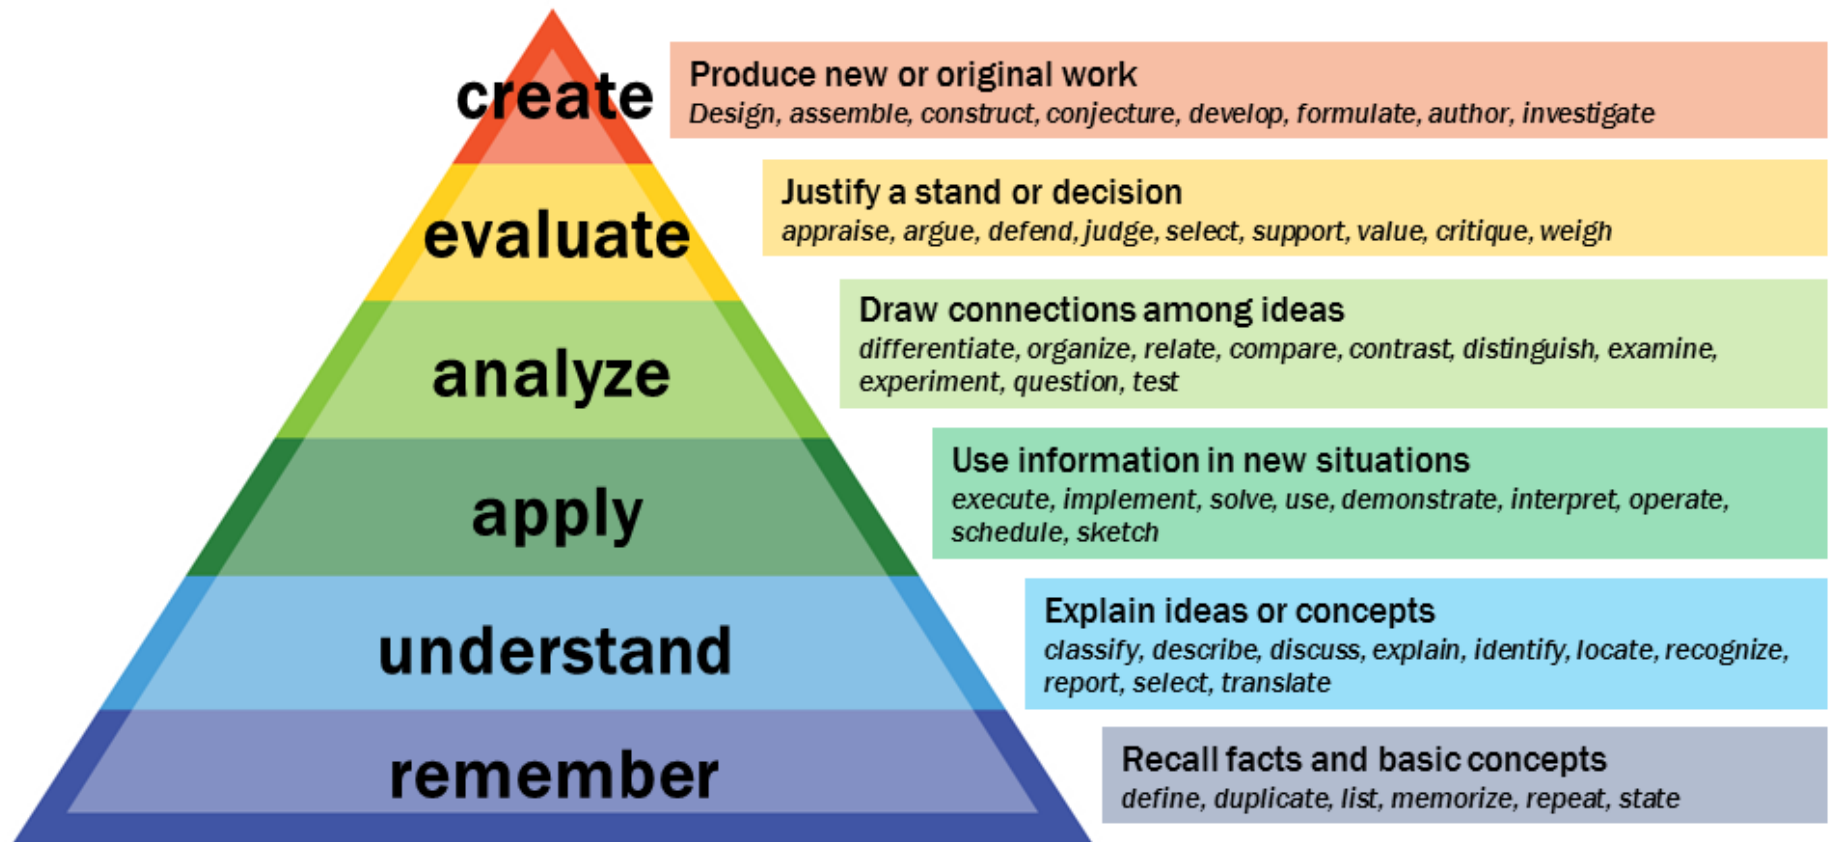 create
Produce new or original work
Design, assemble, construct, conjecture, develop, formulate, author, investigate
evaluate
Justify a stand or decision
appraise, argue, defend, judge, select, support, value, critique, weigh
analyze
Draw connections among ideas
differentiate, organize, relate, compare, contrast, distinguish, examine,
experiment, question, test
apply
Use information in new situations
execute, implement, solve, use, demonstrate, interpret, operate,
schedule, sketch
understand
Explain ideas or concepts
classify, describe, discuss, explain, identify, locate, recognize,
report, select, translate
remember
Recall facts and basic concepts
define, duplicate, list, memorize, repeat, state